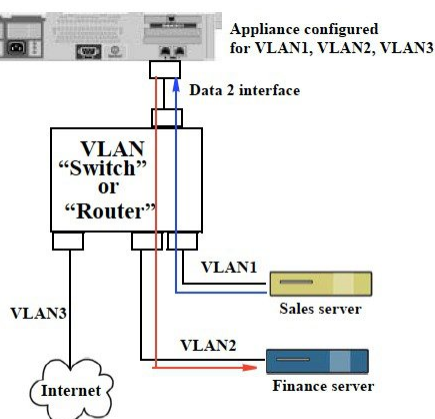 Appliance configured
for VLAN1, VLAN2, VLAN3
Data 2 interface
VLAN
“Switch”
or
“Router”
VLAN1
Sales server
VLAN3
VLAN2
Internet
Finance server